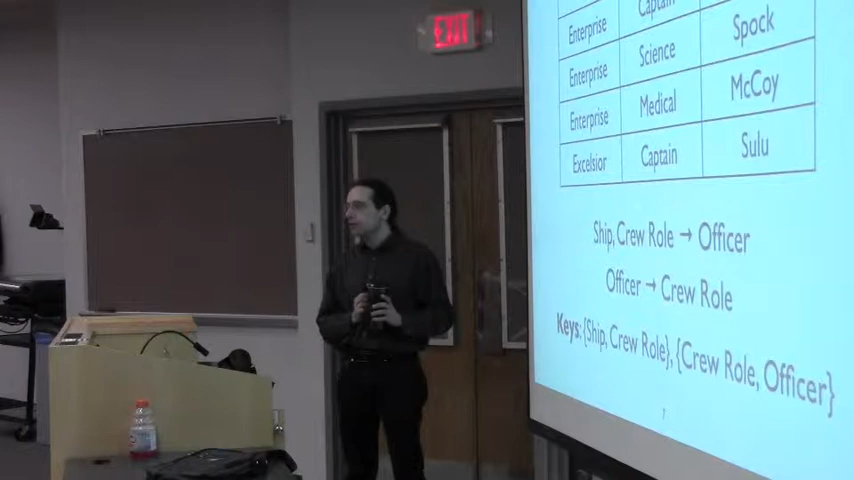 EXIT
Enterprise Captain
Enterprise Science Spock
Enterprise Medical McCoy
Excelsior Captain Sulu
Ship, Crew Role → Officer
Officer → Crew Role
Keys: {Ship, Crew Role}, {Crew Role, Officer}
7